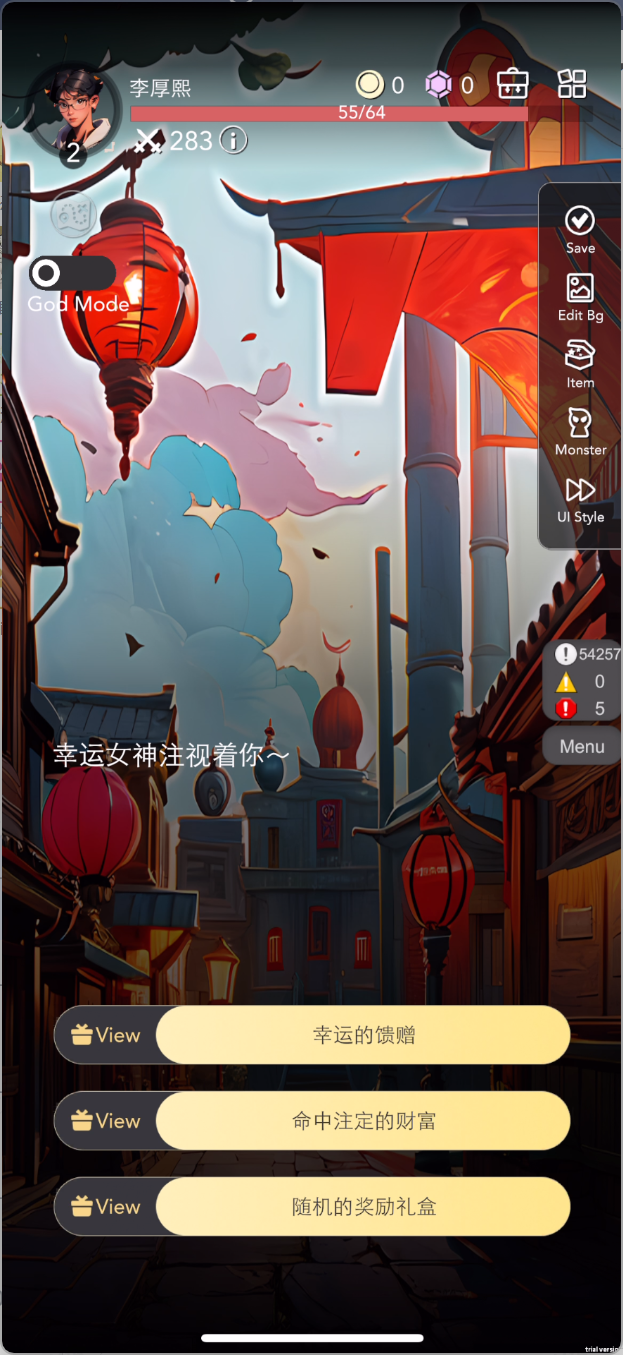 李厚熙
0
0
55/64
2
283
Save
God Mode
Edit Bg
Item
Monster
UI Style
54257
0
5
Menu
幸运女神注视着你～
View
幸运的馈赠
View
命中注定的财富
View
随机的奖励礼盒